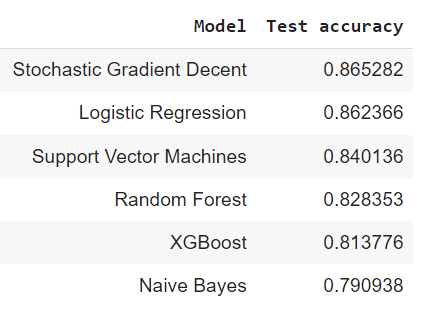 Model Test accuracy
Stochastic Gradient Decent 0.865282
Logistic Regression 0.862366
Support Vector Machines 0.840136
Random Forest 0.828353
XGBoost 0.813776
Naive Bayes 0.790938